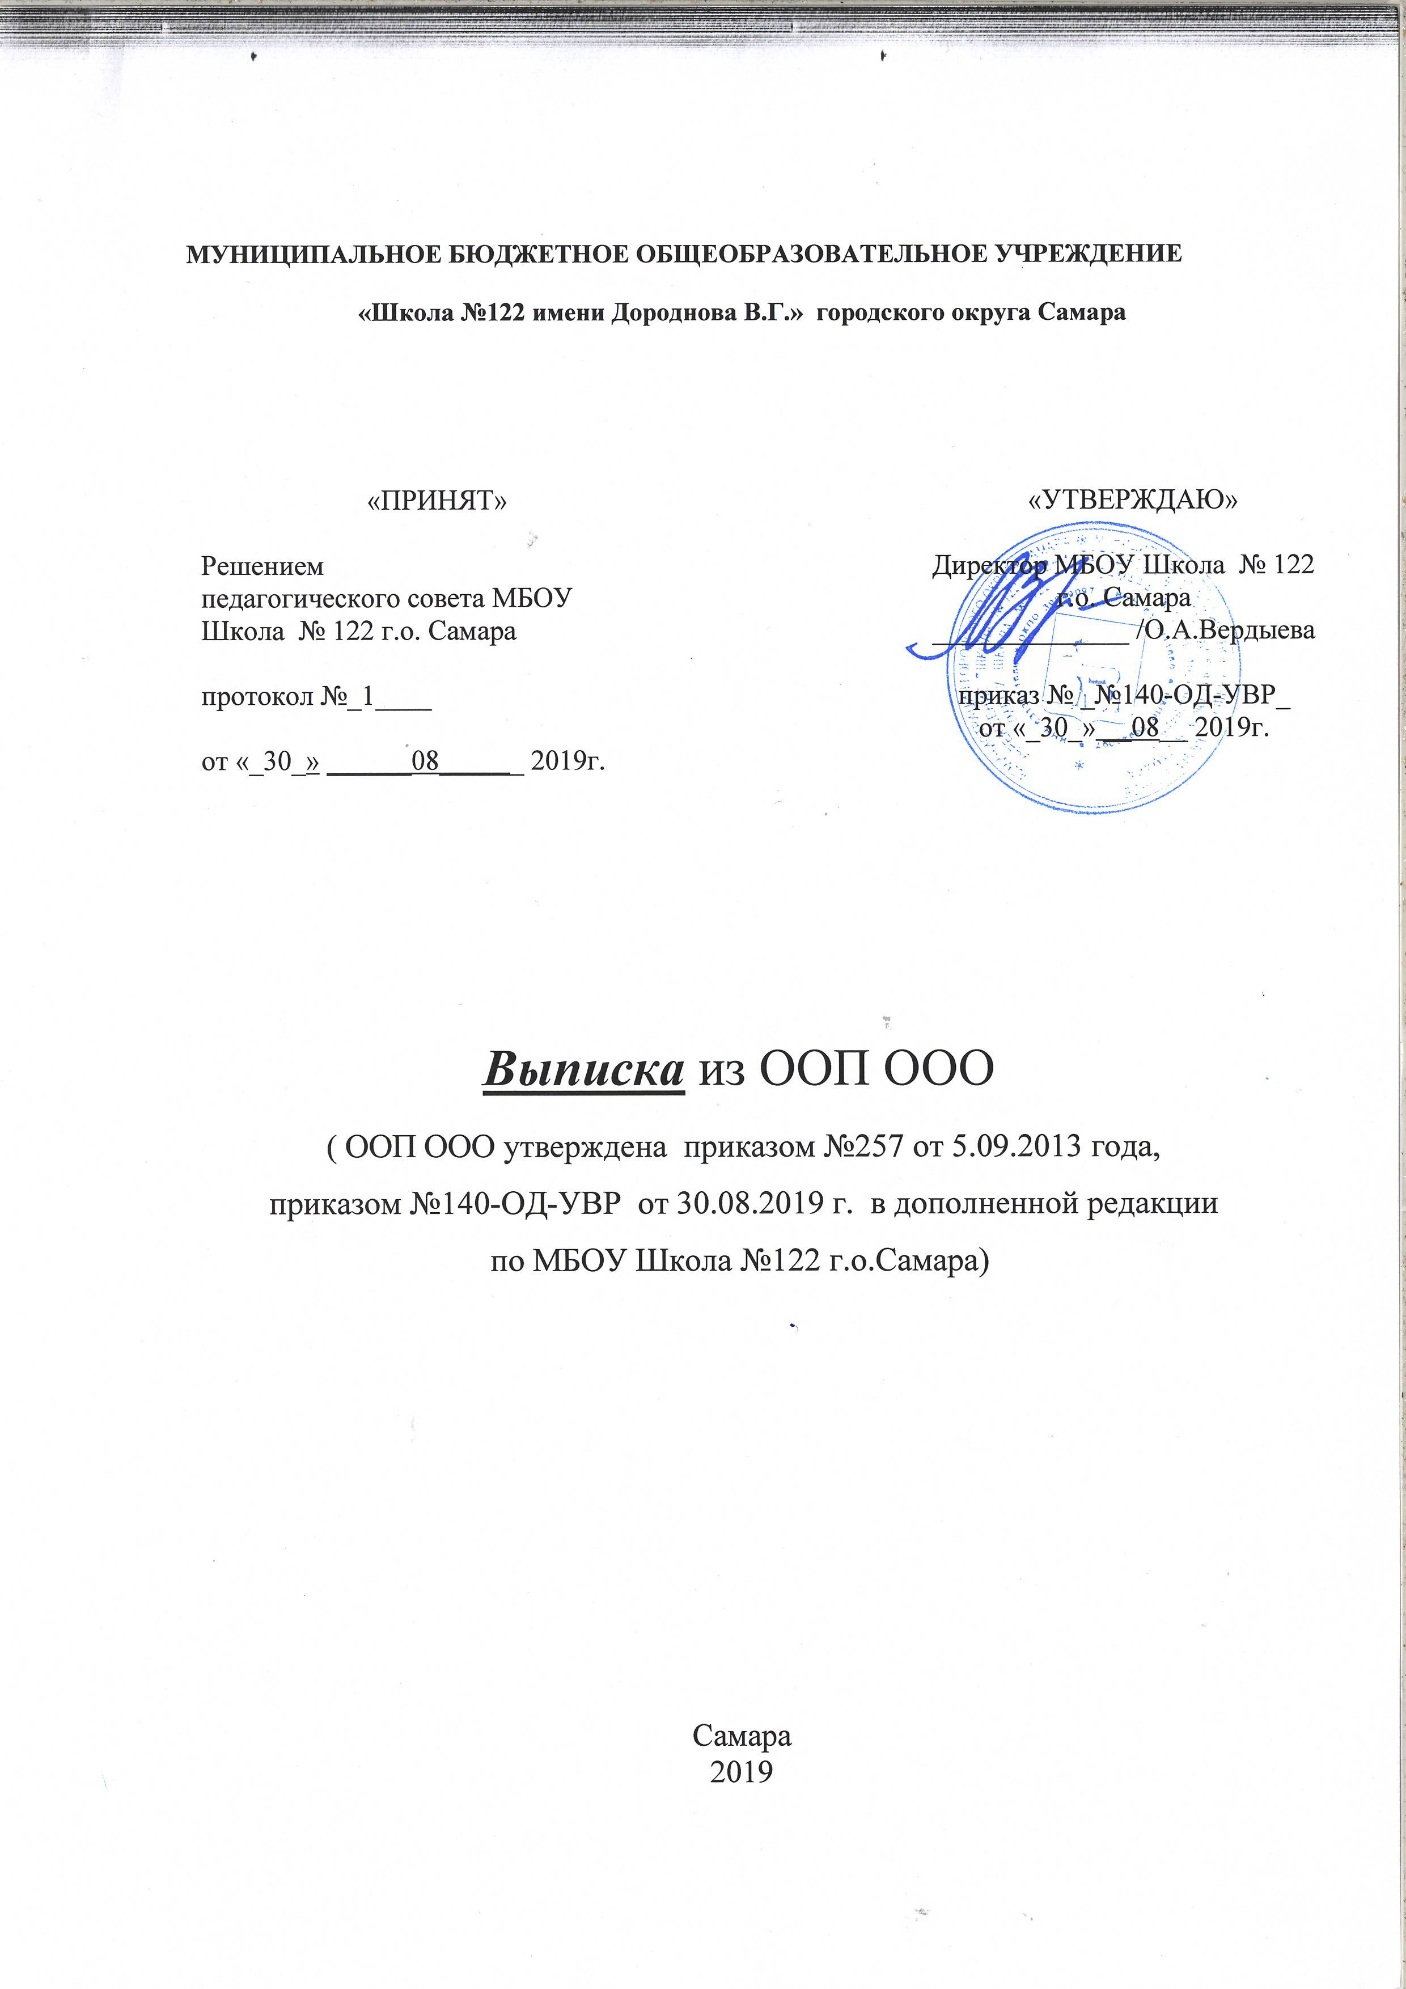 МУНИЦИПАЛЬНОЕ БЮДЖЕТНОЕ ОБЩЕОБРАЗОВАТЕЛЬНОЕ УЧРЕЖДЕНИЕ
«Школа №122 имени Дороднова В.Г.» городского округа Самара
«ПРИНЯТ»
Решением
педагогического совета МБОУ
Школа № 122 г.о. Самара
протокол №_1____
от «_30_» ______08______ 2019г.
«УТВЕРЖДАЮ»
Директор МБОУ Школа № 122
г.о. Самара
______________ /О.А.Вердыева
приказ № _№140-ОД-УВР_
от «_30_»___08__ 2019г.
Выписка из ООП ООО
( ООП ООО утверждена приказом №257 от 5.09.2013 года,
приказом №140-ОД-УВР от 30.08.2019 г. в дополненной редакции
по МБОУ Школа №122 г.о.Самара)
Самара
2019